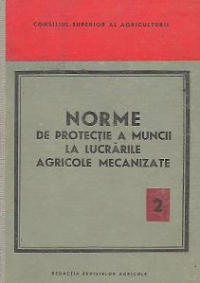 CONSILIUL SUPERIOR AL AGRICULTURII
NORME
DE PROTECȚIE A MUNCII
LA LUCRĂRILE
AGRICOLE MECANIZATE
2
REDACȚIA REVISTELOR AGRICOLE